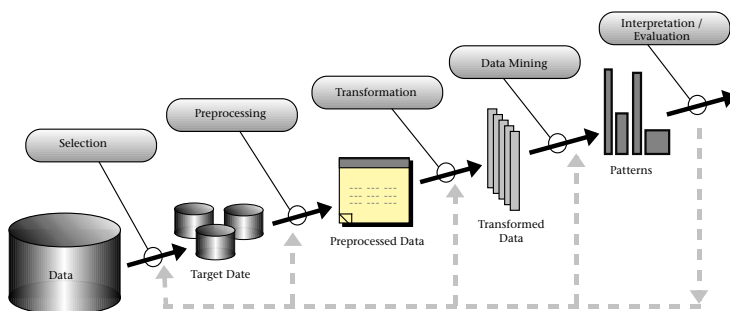 Interpretation /
Evaluation
Data Mining
Transformation
Preprocessing
Selection
Patterns
Transformed
Data
Preprocessed Data
Target Date
Data